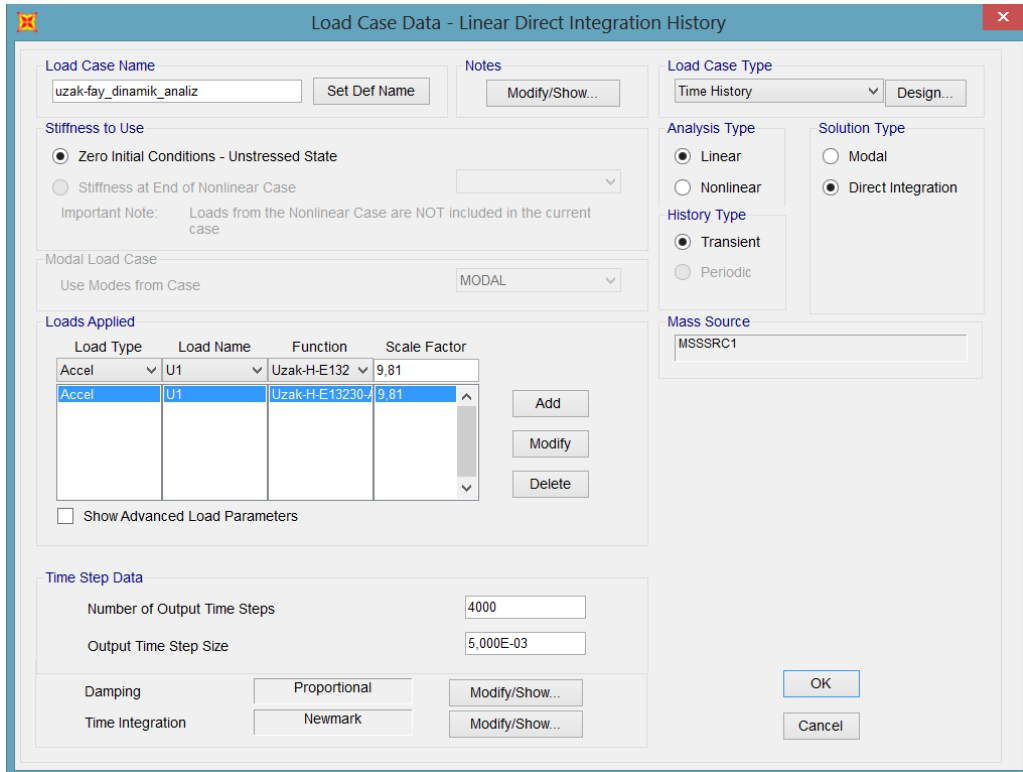 Load Case Data - Linear Direct Integration History
Load Case Name
uzak-fay_dinamik_analiz
Set Def Name
Notes
Modify/Show...
Load Case Type
Time History
Design...
Stiffness to Use
Zero Initial Conditions - Unstressed State
Stiffness at End of Nonlinear Case
Important Note: Loads from the Nonlinear Case are NOT included in the current
case
Analysis Type
Linear
Nonlinear
Solution Type
Modal
Direct Integration
History Type
Transient
Periodic
Modal Load Case
Use Modes from Case
MODAL
Loads Applied
Load Type Load Name Function Scale Factor
Accel U1 Uzak-H-E132 9,81
Accel U1 Uzak-H-E13230-A 9,81
Add
Modify
Delete
Show Advanced Load Parameters
Mass Source
MSSSRC1
Time Step Data
Number of Output Time Steps 4000
Output Time Step Size 5,000E-03
Damping Proportional Modify/Show...
Time Integration Newmark Modify/Show...
OK
Cancel